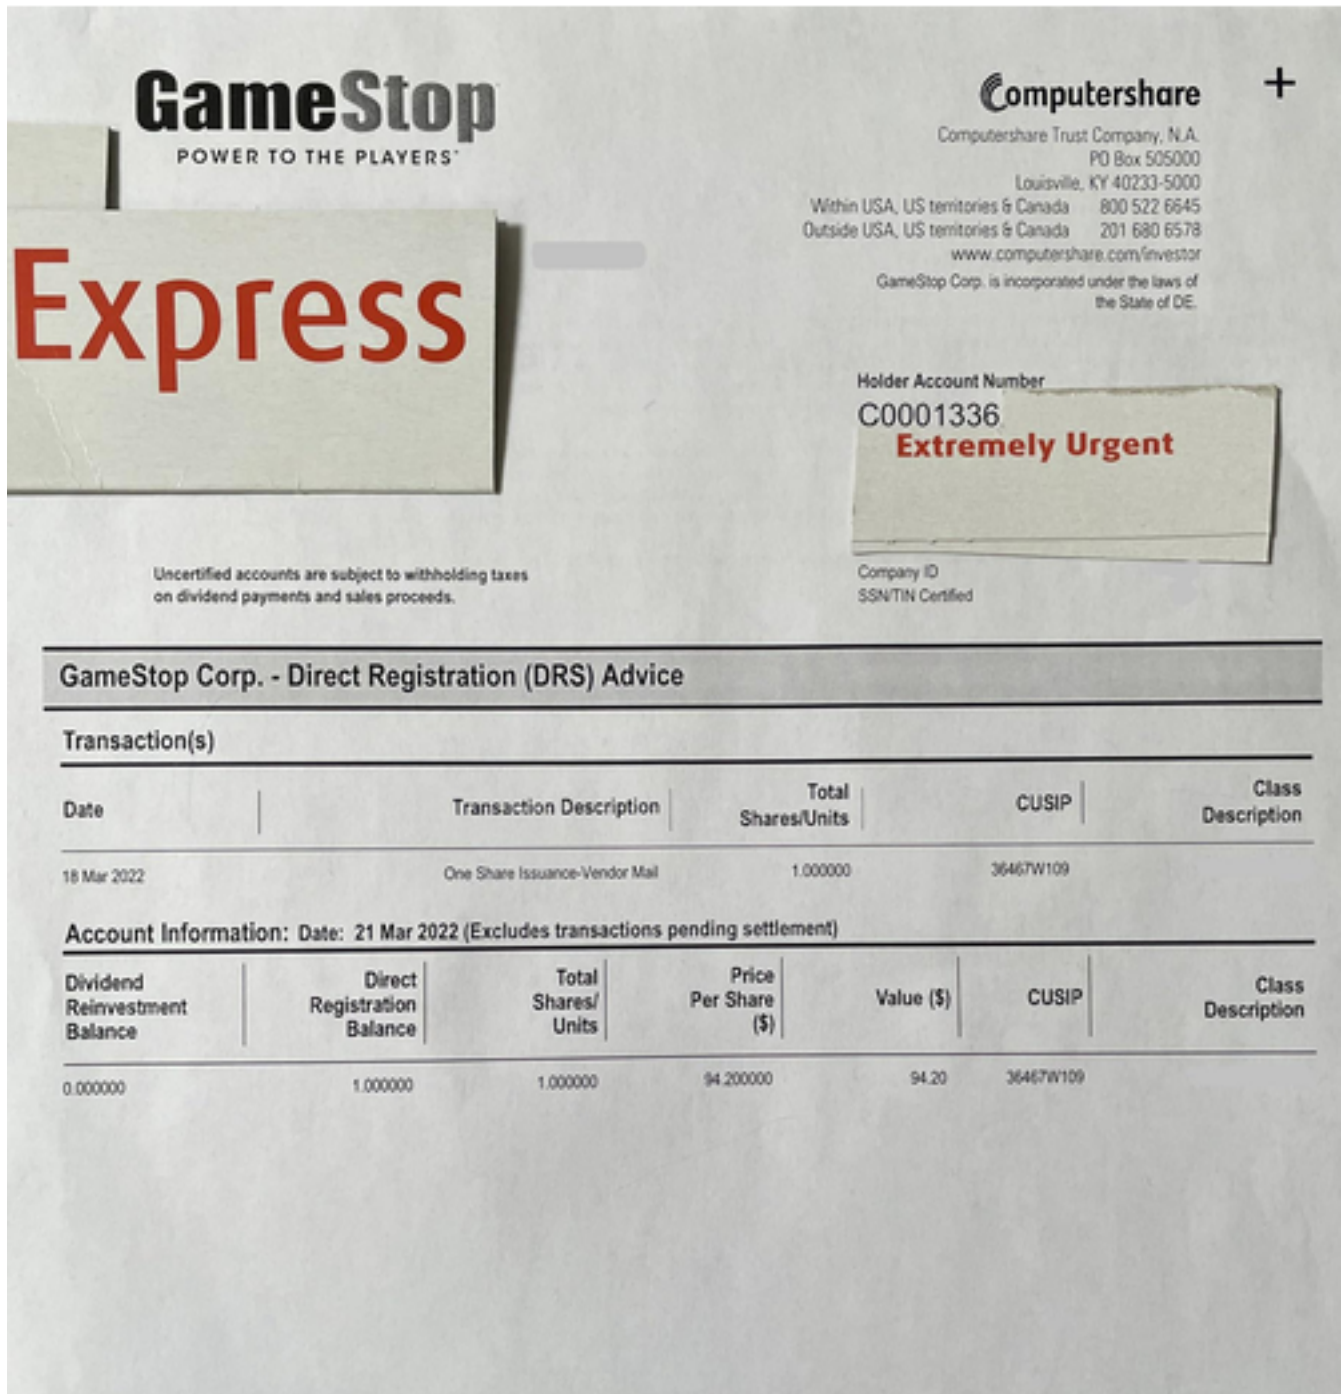 GameStop
POWER TO THE PLAYERS
Computershare
+
Computershare Trust Company, N.A.
PO Box 505000
Louisville, KY 40233-5000
Within USA, US territories & Canada 800 522 6645
Outside USA, US territories & Canada 201 680 6578
www.computershare.com/investor
GameStop Corp. is incorporated under the laws of
the State of DE.
Express
Holder Account Number
C0001336
Extremely Urgent
Uncertified accounts are subject to withholding taxes
on dividend payments and sales proceeds.
Company ID
SSN/TIN Certified
GameStop Corp. - Direct Registration (DRS) Advice
Transaction(s)
Date Transaction Description Total Shares/Units CUSIP Class Description
18 Mar 2022 One Share Issuance-Vendor Mail 1.000000 36467W109
Account Information: Date: 21 Mar 2022 (Excludes transactions pending settlement)
Dividend Reinvestment Balance Direct Registration Balance Total Shares/ Units Price Per Share ($) Value ($) CUSIP Class Description
0.000000 1.000000 1.000000 94.200000 94.20 36467W109